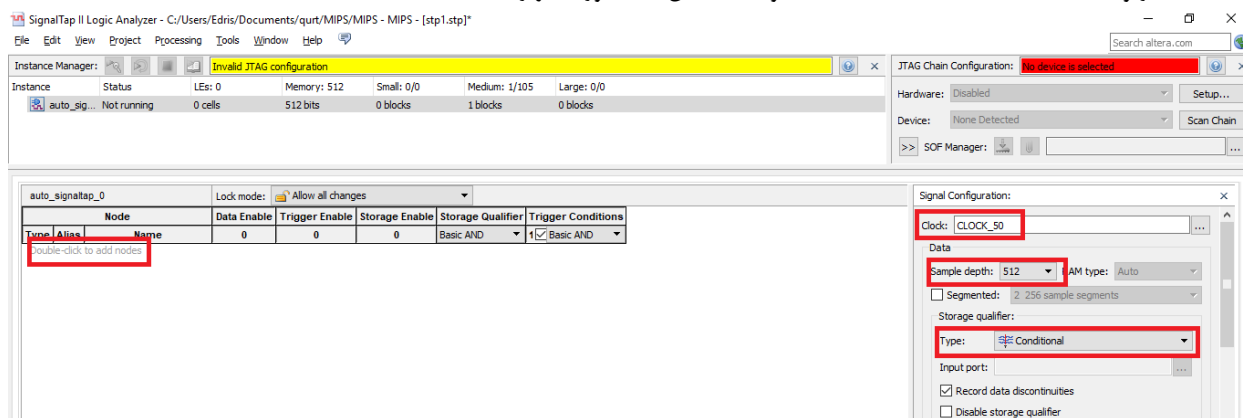 SignalTap II Logic Analyzer - C:/Users/Edris/Documents/qurt/MIPS/MIPS - MIPS - [stp1.stp]*
File Edit View Project Processing Tools Window Help
Search altera.com
Instance Manager: Invalid JTAG configuration
Instance Status LEs: 0 Memory: 512 Small: 0/0 Medium: 1/105 Large: 0/0
auto_sig... Not running 0 cells 512 bits 0 blocks 1 blocks 0 blocks
JTAG Chain Configuration: No device is selected
Hardware: Disabled Setup...
Device: None Detected Scan Chain
>> SOF Manager: ...
auto_signaltap_0 Lock mode: Allow all changes
Node Data Enable Trigger Enable Storage Enable Storage Qualifier Trigger Conditions
Type Alias Name 0 0 0 Basic AND 1 Basic AND
Double-click to add nodes
Signal Configuration:
Clock: CLOCK_50 ...
Data
Sample depth: 512 RAM type: Auto
Segmented: 2 256 sample segments
Storage qualifier:
Type: Conditional
Input port: ...
Record data discontinuities
Disable storage qualifier